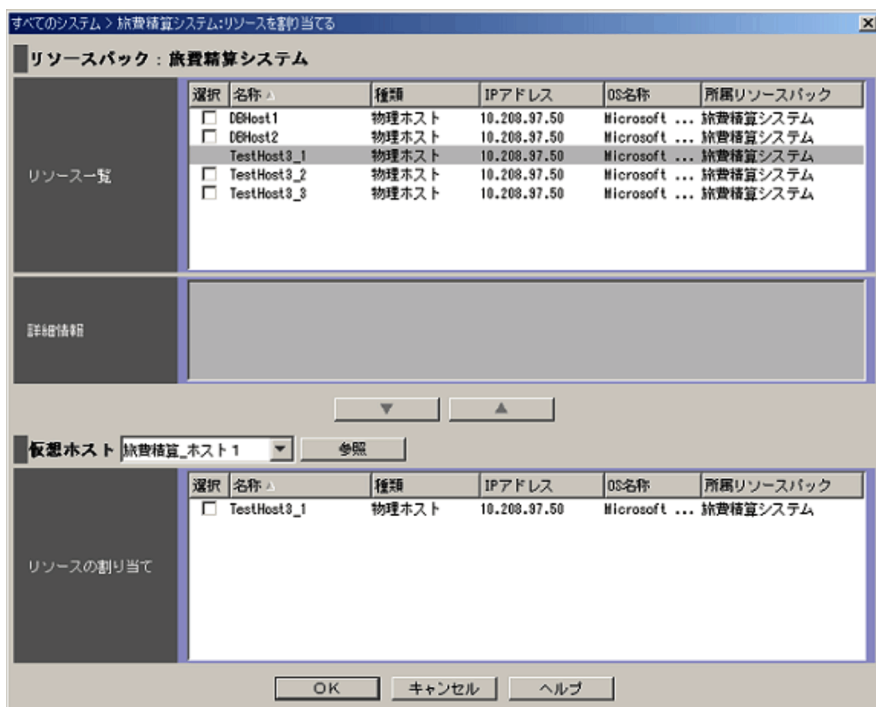 すべてのシステム > 旅費精算システム:リソースを割り当てる
リソースパック : 旅費精算システム
選択 名称 種類 IPアドレス OS名称 所属リソースパック
DBHost1 物理ホスト 10.208.97.50 Microsoft ... 旅費精算システム
DBHost2 物理ホスト 10.208.97.50 Microsoft ... 旅費精算システム
TestHost3_1 物理ホスト 10.208.97.50 Microsoft ... 旅費精算システム
リソース一覧
TestHost3_2 物理ホスト 10.208.97.50 Microsoft ... 旅費精算システム
TestHost3_3 物理ホスト 10.208.97.50 Microsoft ... 旅費精算システム
詳細情報
▼ ▲
仮想ホスト 旅費精算_ホスト1 参照
選択 名称 種類 IPアドレス OS名称 所属リソースパック
TestHost3_1 物理ホスト 10.208.97.50 Microsoft ... 旅費精算システム
リソースの割り当て
OK キャンセル ヘルプ